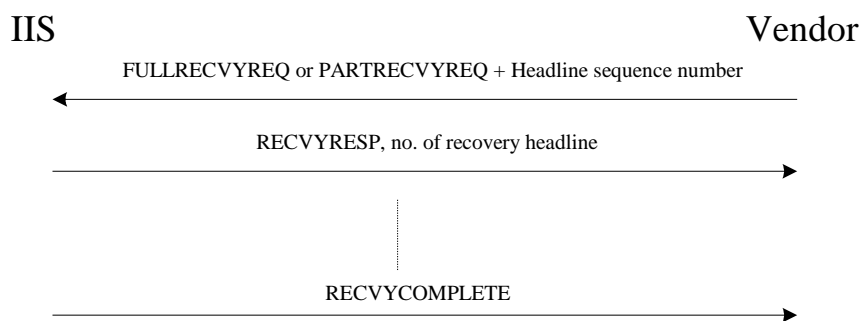 IIS Vendor
FULLRECVYREQ or PARTRECVYREQ + Headline sequence number
RECVYRESP, no. of recovery headline
RECVYCOMPLETE